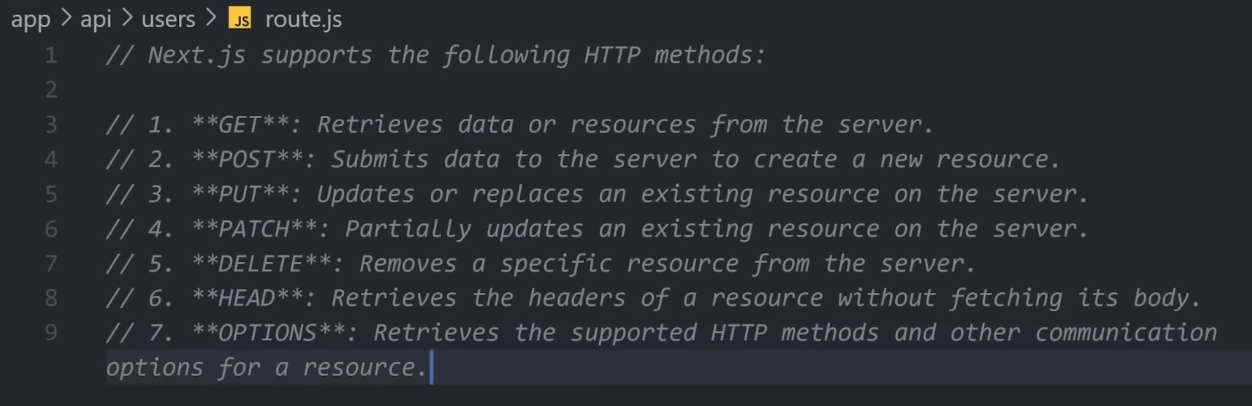 app > api > users > JS route.js
1 // Next.js supports the following HTTP methods:
2
3 // 1. **GET**: Retrieves data or resources from the server.
4 // 2. **POST**: Submits data to the server to create a new resource.
5 // 3. **PUT**: Updates or replaces an existing resource on the server.
6 // 4. **PATCH**: Partially updates an existing resource on the server.
7 // 5. **DELETE**: Removes a specific resource from the server.
8 // 6. **HEAD**: Retrieves the headers of a resource without fetching its body.
9 // 7. **OPTIONS**: Retrieves the supported HTTP methods and other communication
options for a resource.